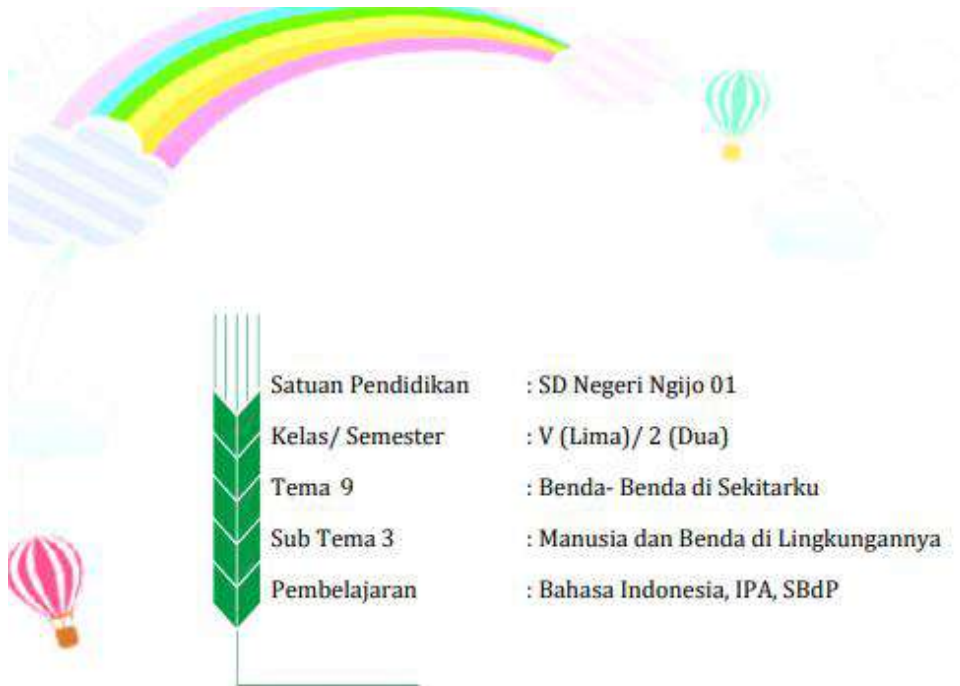 Satuan Pendidikan : SD Negeri Ngijo 01
Kelas/ Semester : V (Lima)/ 2 (Dua)
Tema 9 : Benda- Benda di Sekitarku
Sub Tema 3 : Manusia dan Benda di Lingkungannya
Pembelajaran : Bahasa Indonesia, IPA, SBdP